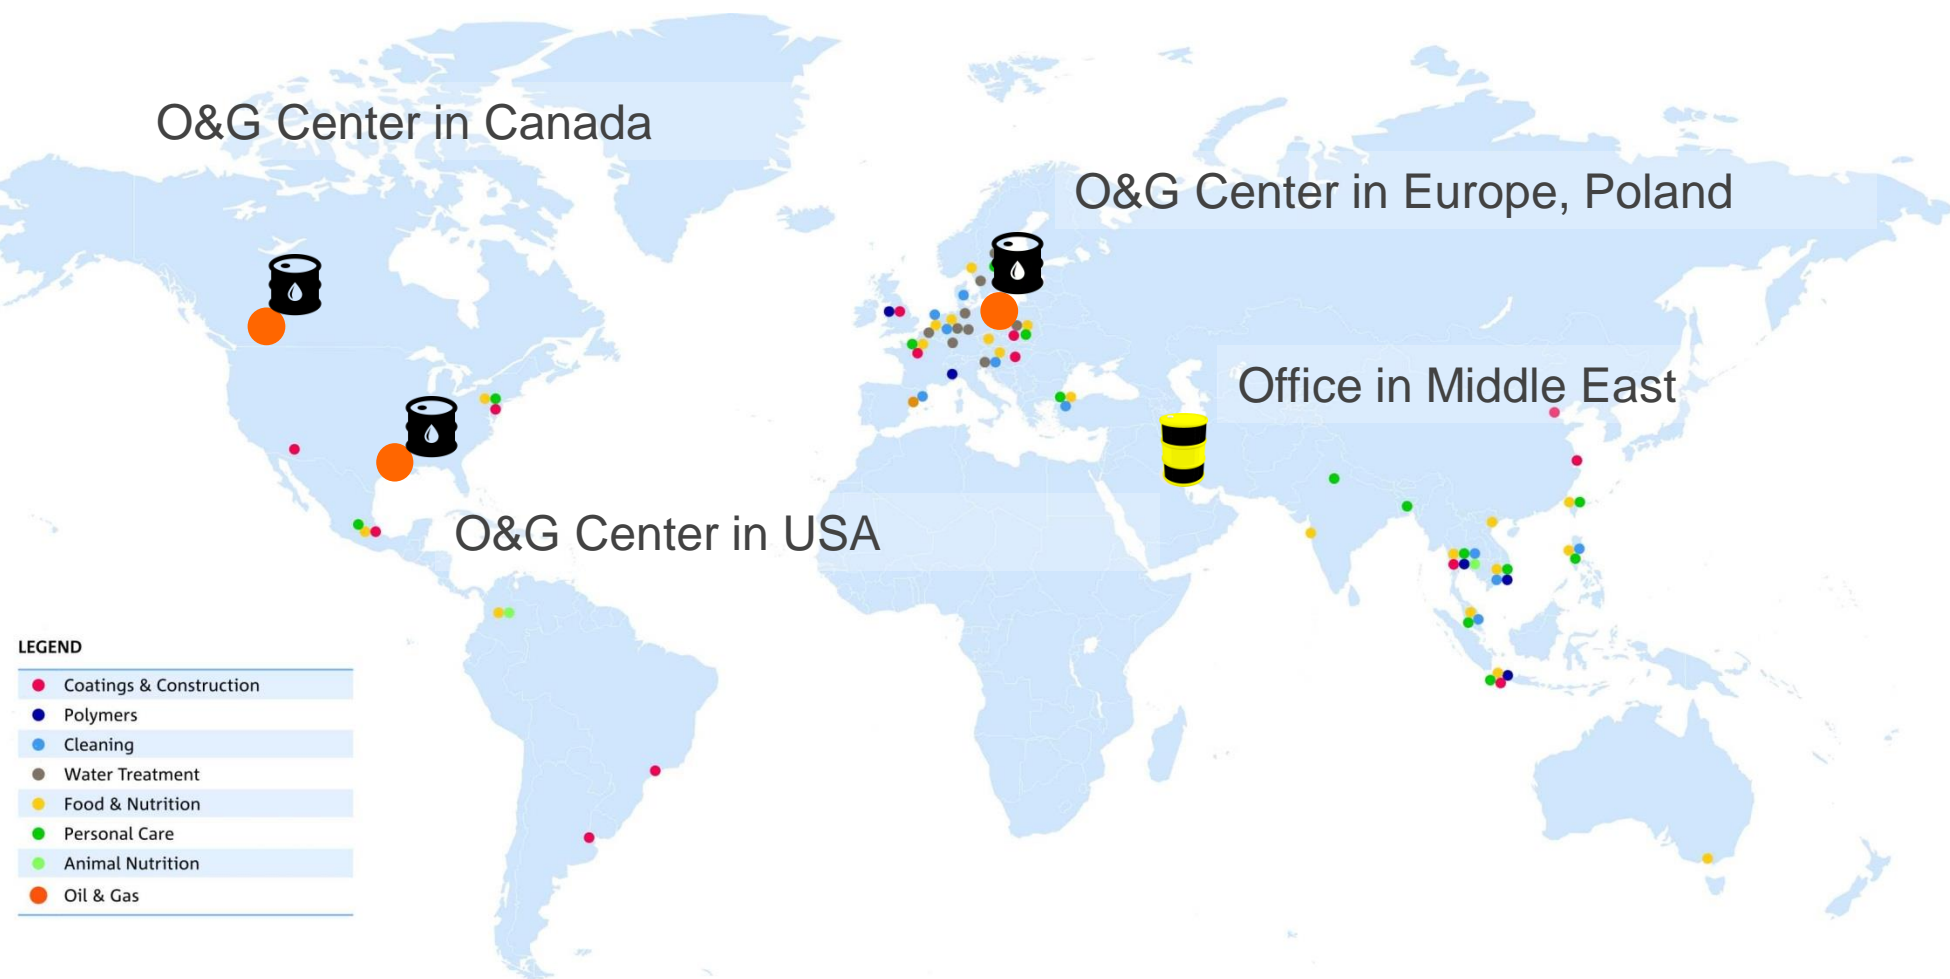 O&G Center in Canada
O&G Center in Europe, Poland
Office in Middle East
O&G Center in USA
LEGEND
Coatings & Construction
Polymers
Cleaning
Water Treatment
Food & Nutrition
Personal Care
Animal Nutrition
Oil & Gas